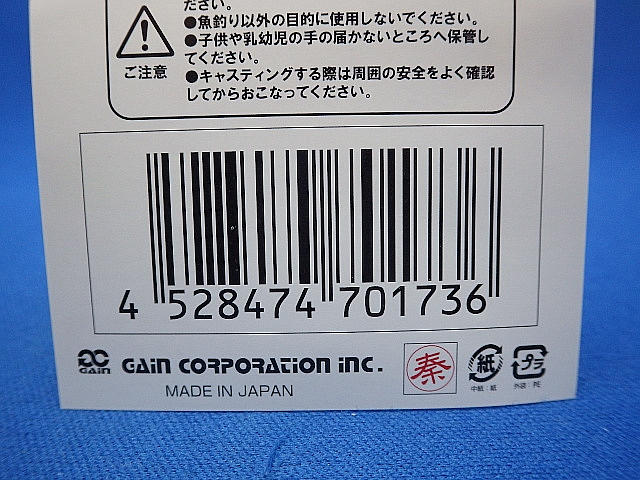 ださい。
●魚釣り以外の目的に使用しないでください。
●子供や乳幼児の手の届かないところへ保管し
てください。
●キャスティングする際は周囲の安全をよく確認
してからおこなってください。
ご注意
4 528474 701736
GAIN
GAIN CORPORATION INC.
MADE IN JAPAN
秦
紙
中紙：紙
プラ
外袋：PE